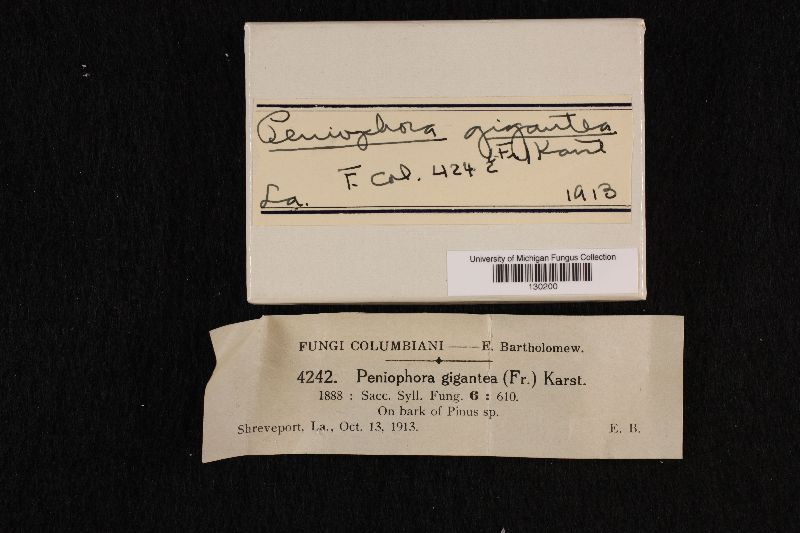 Peniophora gigantea
(Fr.) Karst
F. Col. 4242
La. 1913
University of Michigan Fungus Collection
130200
FUNGI COLUMBIANI — E. Bartholomew.
4242. Peniophora gigantea (Fr.) Karst.
1888 : Sacc. Syll. Fung. 6 : 610.
On bark of Pinus sp.
Shreveport, La., Oct. 13, 1913. E. B.